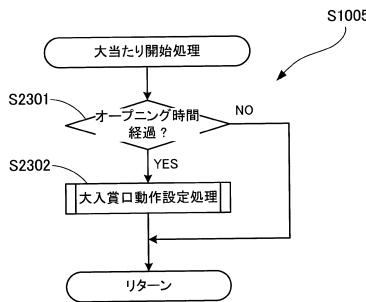 S1005
大当たり開始処理
S2301
オープニング時間
経過？
NO
YES
S2302
大入賞口動作設定処理
リターン